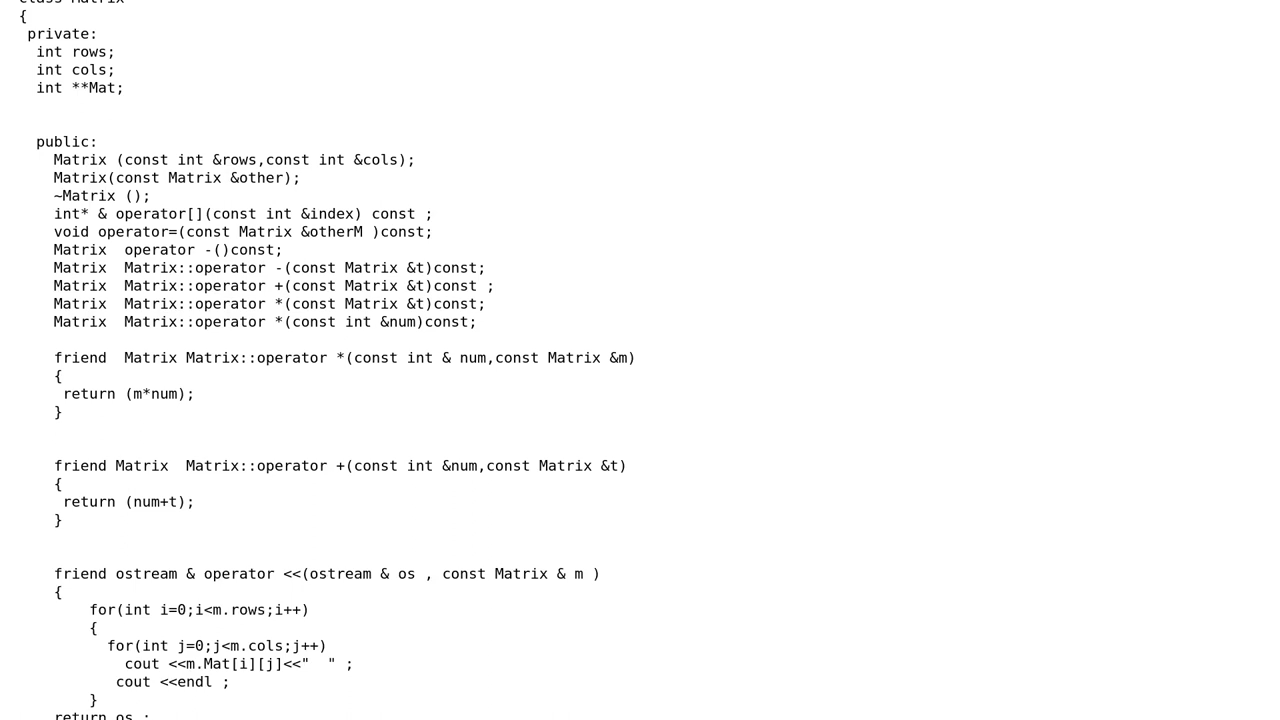 class Matrix
{
 private:
  int rows;
  int cols;
  int **Mat;
  public:
    Matrix (const int &rows,const int &cols);
    Matrix(const Matrix &other);
    ~Matrix ();
    int* & operator[](const int &index) const ;
    void operator=(const Matrix &otherM )const;
    Matrix  operator -()const;
    Matrix  Matrix::operator -(const Matrix &t)const;
    Matrix  Matrix::operator +(const Matrix &t)const ;
    Matrix  Matrix::operator *(const Matrix &t)const;
    Matrix  Matrix::operator *(const int &num)const;
    friend  Matrix Matrix::operator *(const int & num,const Matrix &m)
    {
     return (m*num);
    }
    friend Matrix  Matrix::operator +(const int &num,const Matrix &t)
    {
     return (num+t);
    }
    friend ostream & operator <<(ostream & os , const Matrix & m )
    {
        for(int i=0;i<m.rows;i++)
        {
          for(int j=0;j<m.cols;j++)
            cout <<m.Mat[i][j]<<"  " ;
           cout <<endl ;
        }
    return os ;